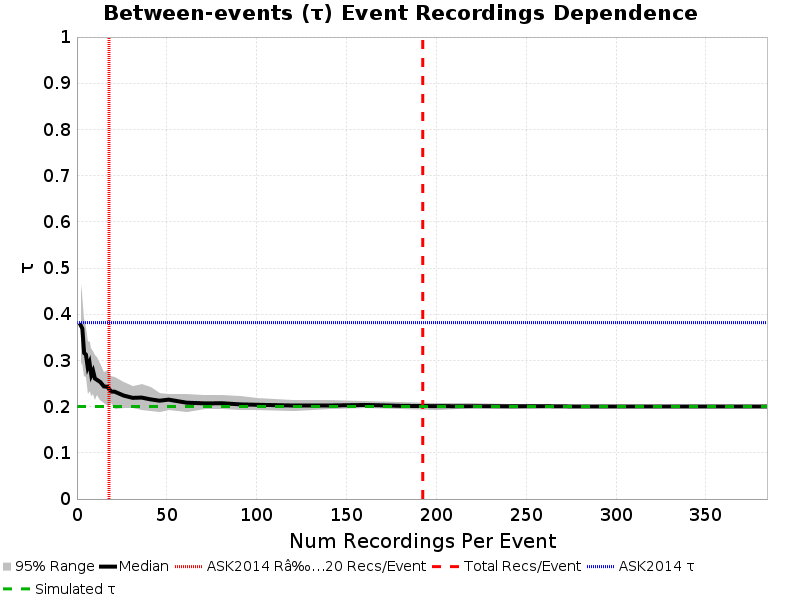 Between-events (τ) Event Recordings Dependence
1
0.9
0.8
0.7
0.6
0.5
0.4
0.3
0.2
0.1
0
τ
0 50 100 150 200 250 300 350
Num Recordings Per Event
95% Range Median ASK2014 Râ‰…20 Recs/Event Total Recs/Event ASK2014 τ
Simulated τ